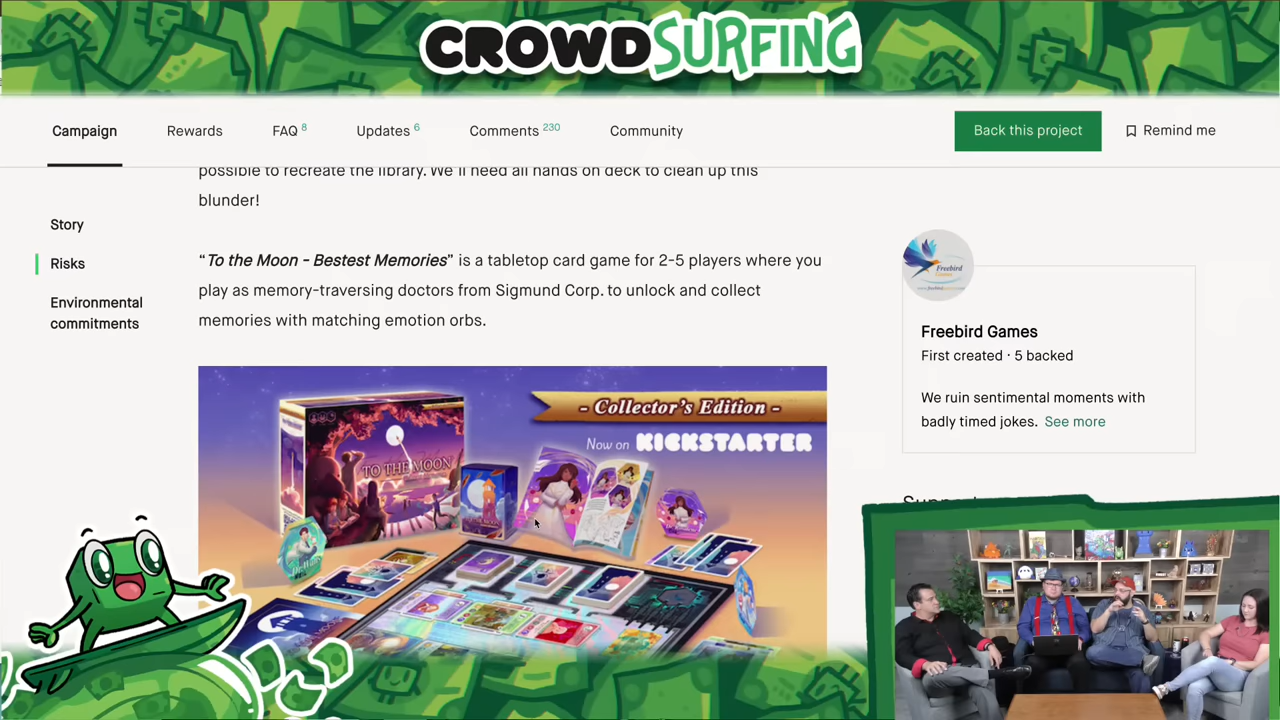 CROWDSURFING
Campaign
Rewards
FAQ 8
Updates 6
Comments 230
Community
Back this project
Remind me
possible to recreate the library. We'll need all hands on deck to clean up this
blunder!
Story
Risks
Environmental
commitments
“To the Moon - Bestest Memories” is a tabletop card game for 2-5 players where you
play as memory-traversing doctors from Sigmund Corp. to unlock and collect
memories with matching emotion orbs.
Freebird
Games
Freebird Games
First created · 5 backed
We ruin sentimental moments with
badly timed jokes. See more
- Collector's Edition -
Now on KICKSTARTER
TO THE MOON